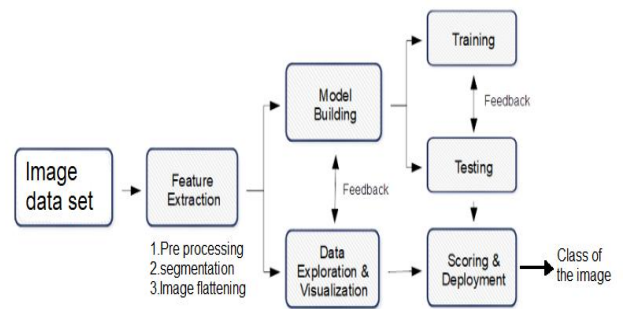 Image
data set
Feature
Extraction
1.Pre processing
2.segmentation
3.Image flattening
Model
Building
Feedback
Data
Exploration &
Visualization
Training
Feedback
Testing
Scoring &
Deployment
Class of
the image